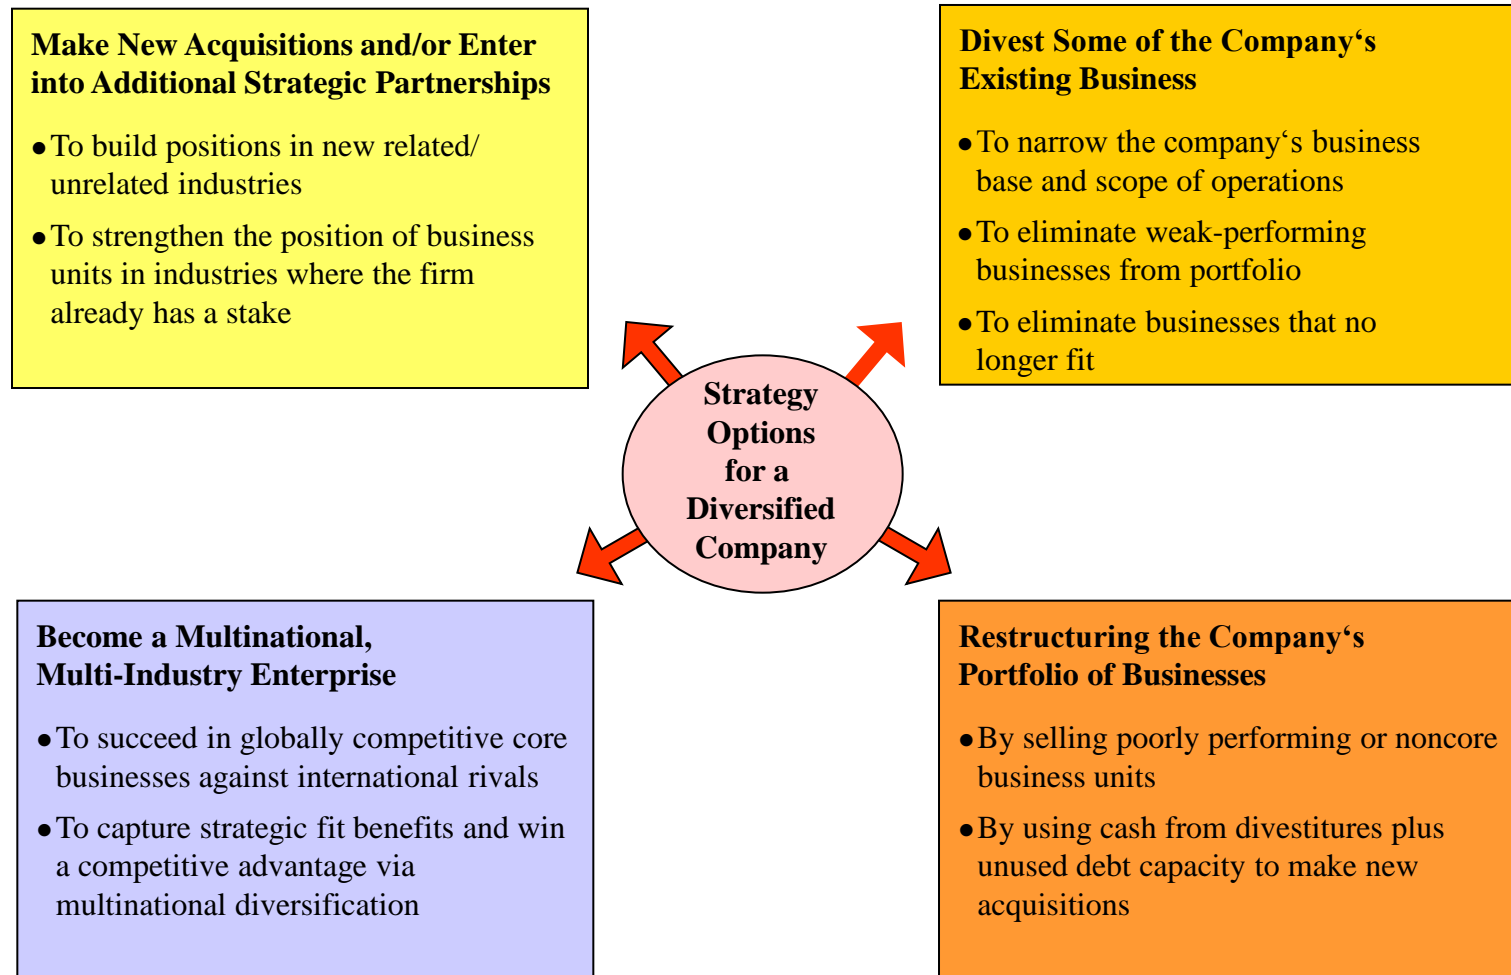 Make New Acquisitions and/or Enter
into Additional Strategic Partnerships
● To build positions in new related/
unrelated industries
● To strengthen the position of business
units in industries where the firm
already has a stake
Divest Some of the Company‘s
Existing Business
● To narrow the company‘s business
base and scope of operations
● To eliminate weak-performing
businesses from portfolio
● To eliminate businesses that no
longer fit
Strategy
Options
for a
Diversified
Company
Become a Multinational,
Multi-Industry Enterprise
● To succeed in globally competitive core
businesses against international rivals
● To capture strategic fit benefits and win
a competitive advantage via
multinational diversification
Restructuring the Company‘s
Portfolio of Businesses
● By selling poorly performing or noncore
business units
● By using cash from divestitures plus
unused debt capacity to make new
acquisitions